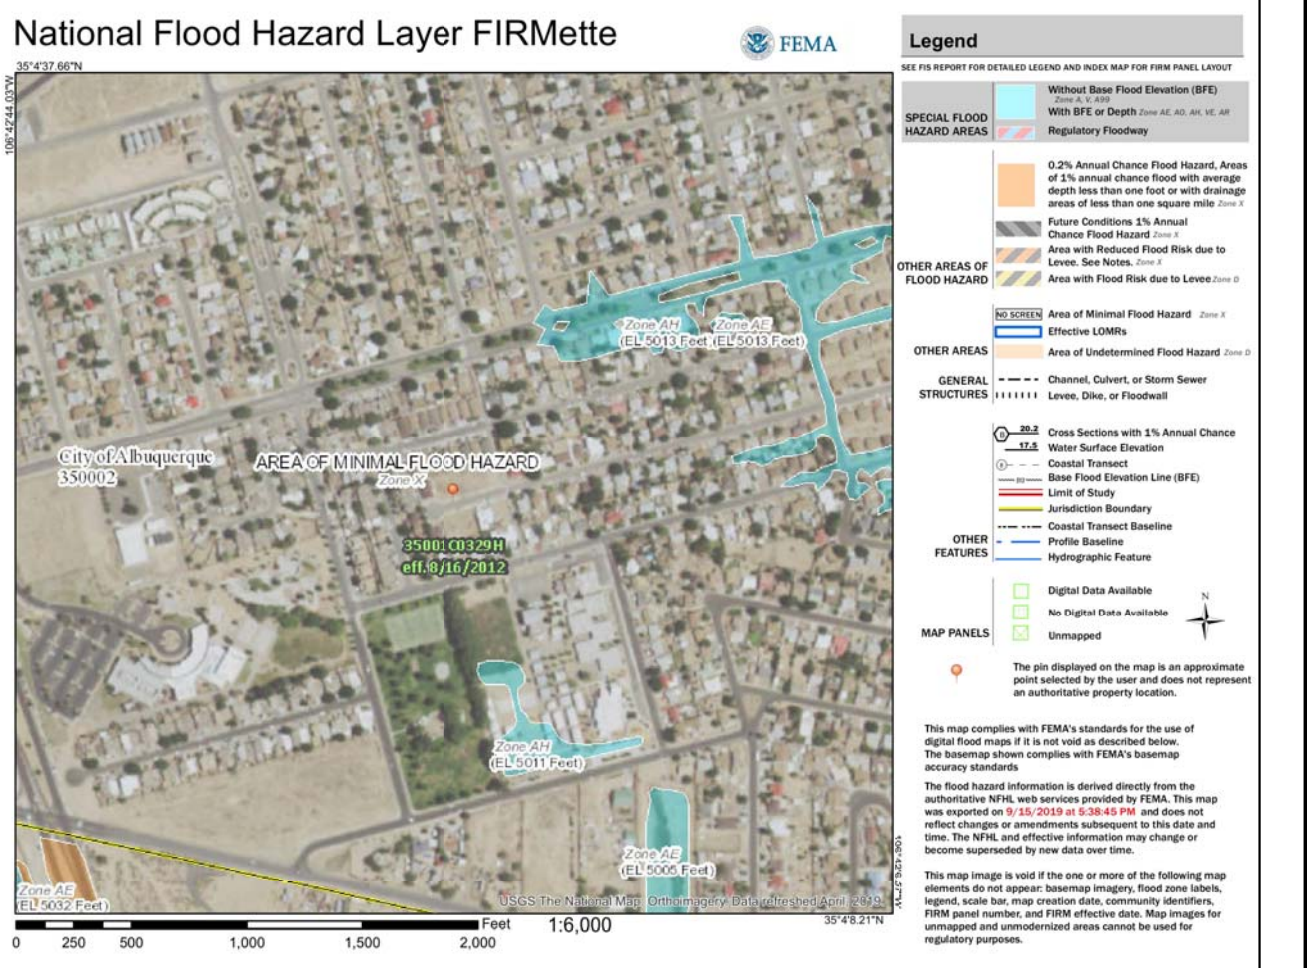 National Flood Hazard Layer FIRMette
FEMA
35°4'37.66"N
106°42'44.03"W
Zone AH
(EL 5013 Feet)
Zone AE
(EL 5013 Feet)
City of Albuquerque
350002
AREA OF MINIMAL FLOOD HAZARD
Zone X
35001C0329H
eff. 8/16/2012
Zone AH
(EL 5011 Feet)
Zone AE
(EL 5005 Feet)
Zone AE
(EL 5032 Feet)
USGS The National Map: Orthoimagery. Data refreshed April, 2019.
106°42'6.57"W
35°4'8.21"N
Feet
1:6,000
0 250 500 1,000 1,500 2,000
Legend
SEE FIS REPORT FOR DETAILED LEGEND AND INDEX MAP FOR FIRM PANEL LAYOUT
SPECIAL FLOOD
HAZARD AREAS
Without Base Flood Elevation (BFE)
Zone A, V, A99
With BFE or Depth Zone AE, AO, AH, VE, AR
Regulatory Floodway
0.2% Annual Chance Flood Hazard, Areas
of 1% annual chance flood with average
depth less than one foot or with drainage
areas of less than one square mile Zone X
Future Conditions 1% Annual
Chance Flood Hazard Zone X
Area with Reduced Flood Risk due to
Levee. See Notes. Zone X
Area with Flood Risk due to Levee Zone D
OTHER AREAS OF
FLOOD HAZARD
NO SCREEN Area of Minimal Flood Hazard Zone X
Effective LOMRs
OTHER AREAS
Area of Undetermined Flood Hazard Zone D
GENERAL
STRUCTURES
Channel, Culvert, or Storm Sewer
Levee, Dike, or Floodwall
B 20.2 Cross Sections with 1% Annual Chance
17.5 Water Surface Elevation
8 Coastal Transect
Base Flood Elevation Line (BFE)
Limit of Study
Jurisdiction Boundary
Coastal Transect Baseline
OTHER
FEATURES
Profile Baseline
Hydrographic Feature
Digital Data Available
No Digital Data Available
MAP PANELS
Unmapped
N
The pin displayed on the map is an approximate
point selected by the user and does not represent
an authoritative property location.
This map complies with FEMA's standards for the use of
digital flood maps if it is not void as described below.
The basemap shown complies with FEMA's basemap
accuracy standards
The flood hazard information is derived directly from the
authoritative NFHL web services provided by FEMA. This map
was exported on 9/15/2019 at 5:38:45 PM and does not
reflect changes or amendments subsequent to this date and
time. The NFHL and effective information may change or
become superseded by new data over time.
This map image is void if the one or more of the following map
elements do not appear: basemap imagery, flood zone labels,
legend, scale bar, map creation date, community identifiers,
FIRM panel number, and FIRM effective date. Map images for
unmapped and unmodernized areas cannot be used for
regulatory purposes.